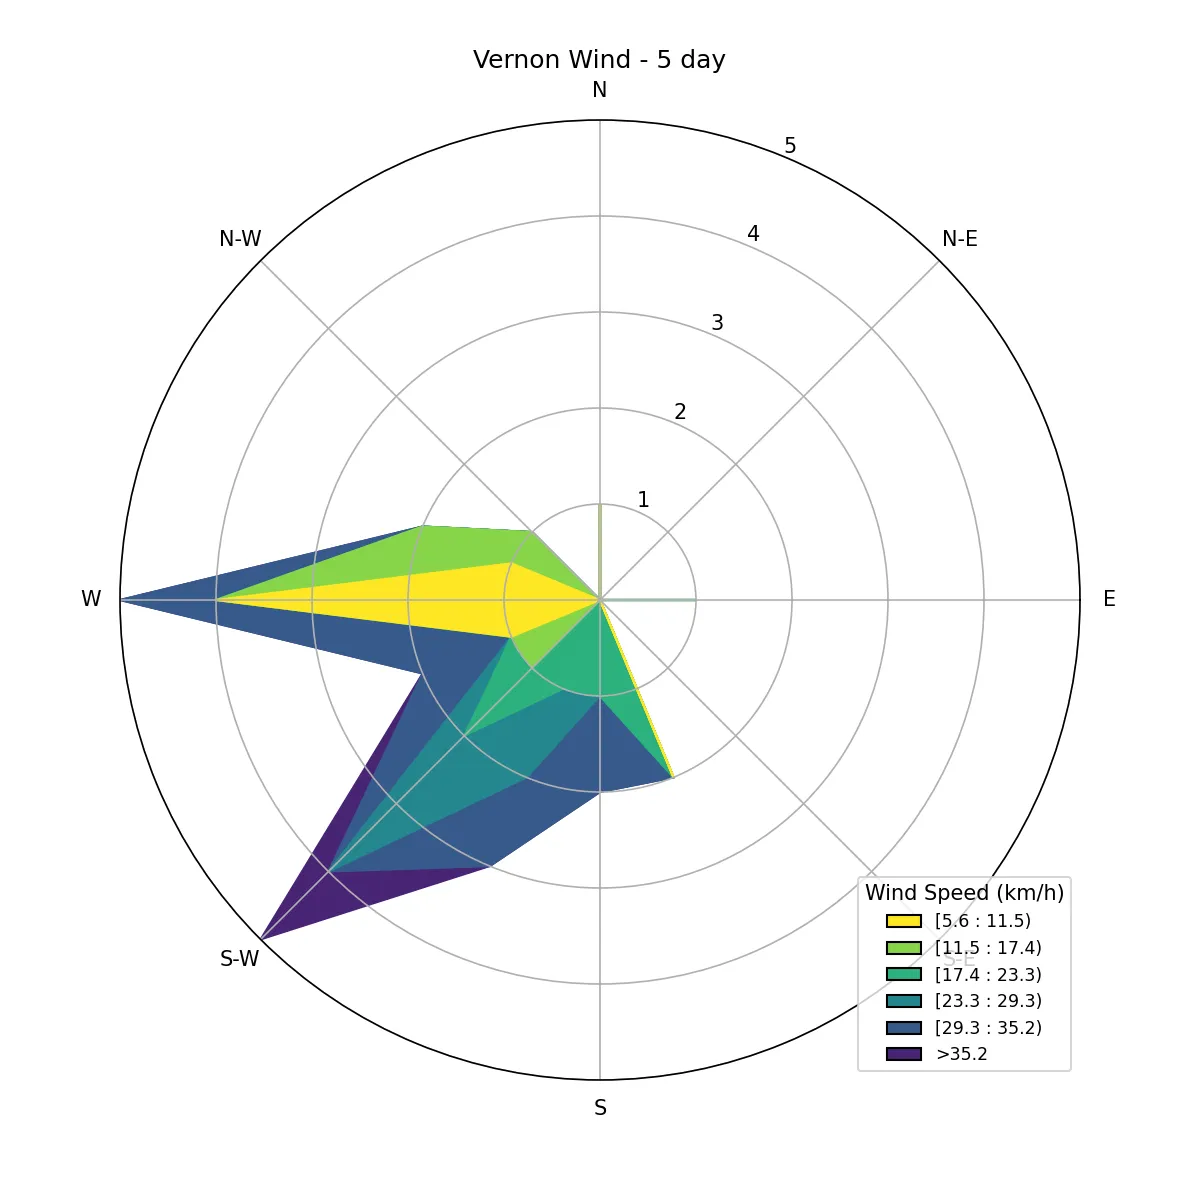 Vernon Wind - 5 day
N
5
N-W
4
N-E
3
2
1
W
E
S-W
S-E
S
Wind Speed (km/h)
[5.6 : 11.5)
[11.5 : 17.4)
[17.4 : 23.3)
[23.3 : 29.3)
[29.3 : 35.2)
>35.2